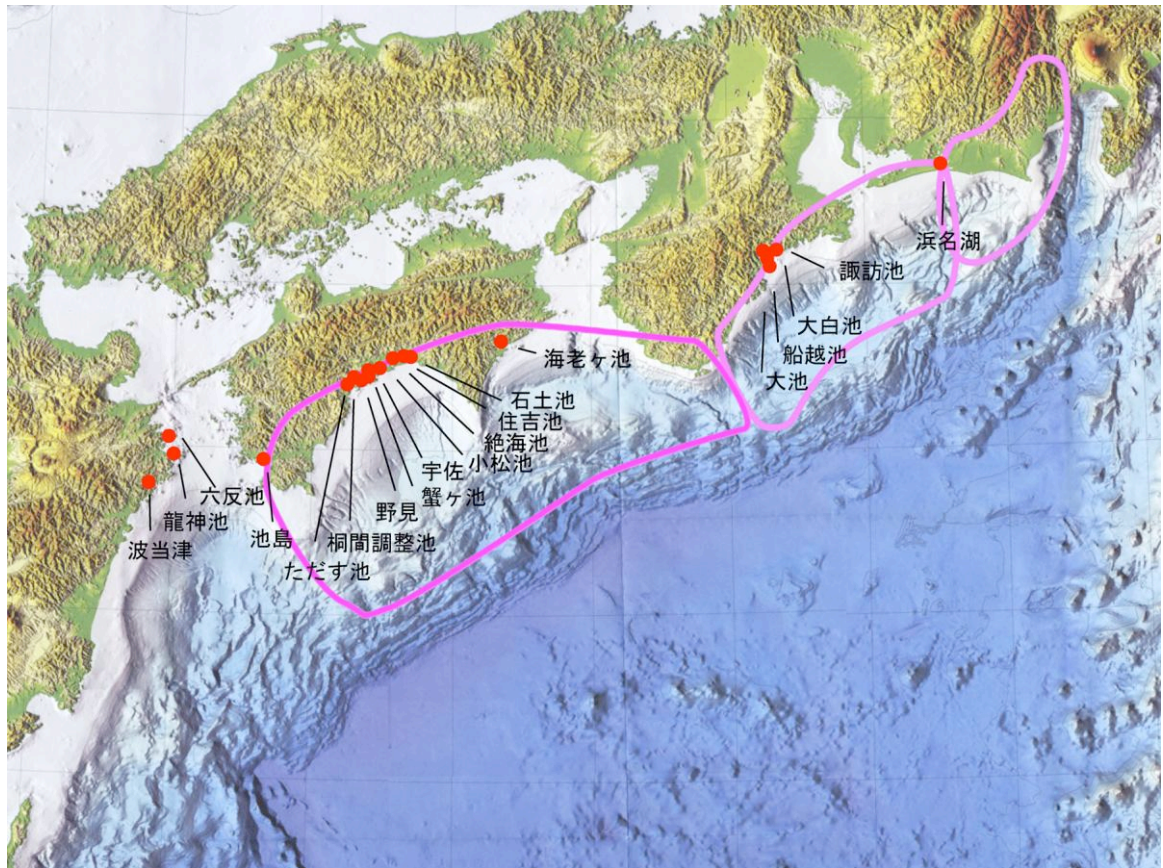 浜名湖
諏訪池
大白池
船越池
大池
海老ヶ池
石土池
住吉池
絶海池
小松池
宇佐
蟹ヶ池
野見
桐間調整池
ただす池
池島
六反池
龍神池
波当津